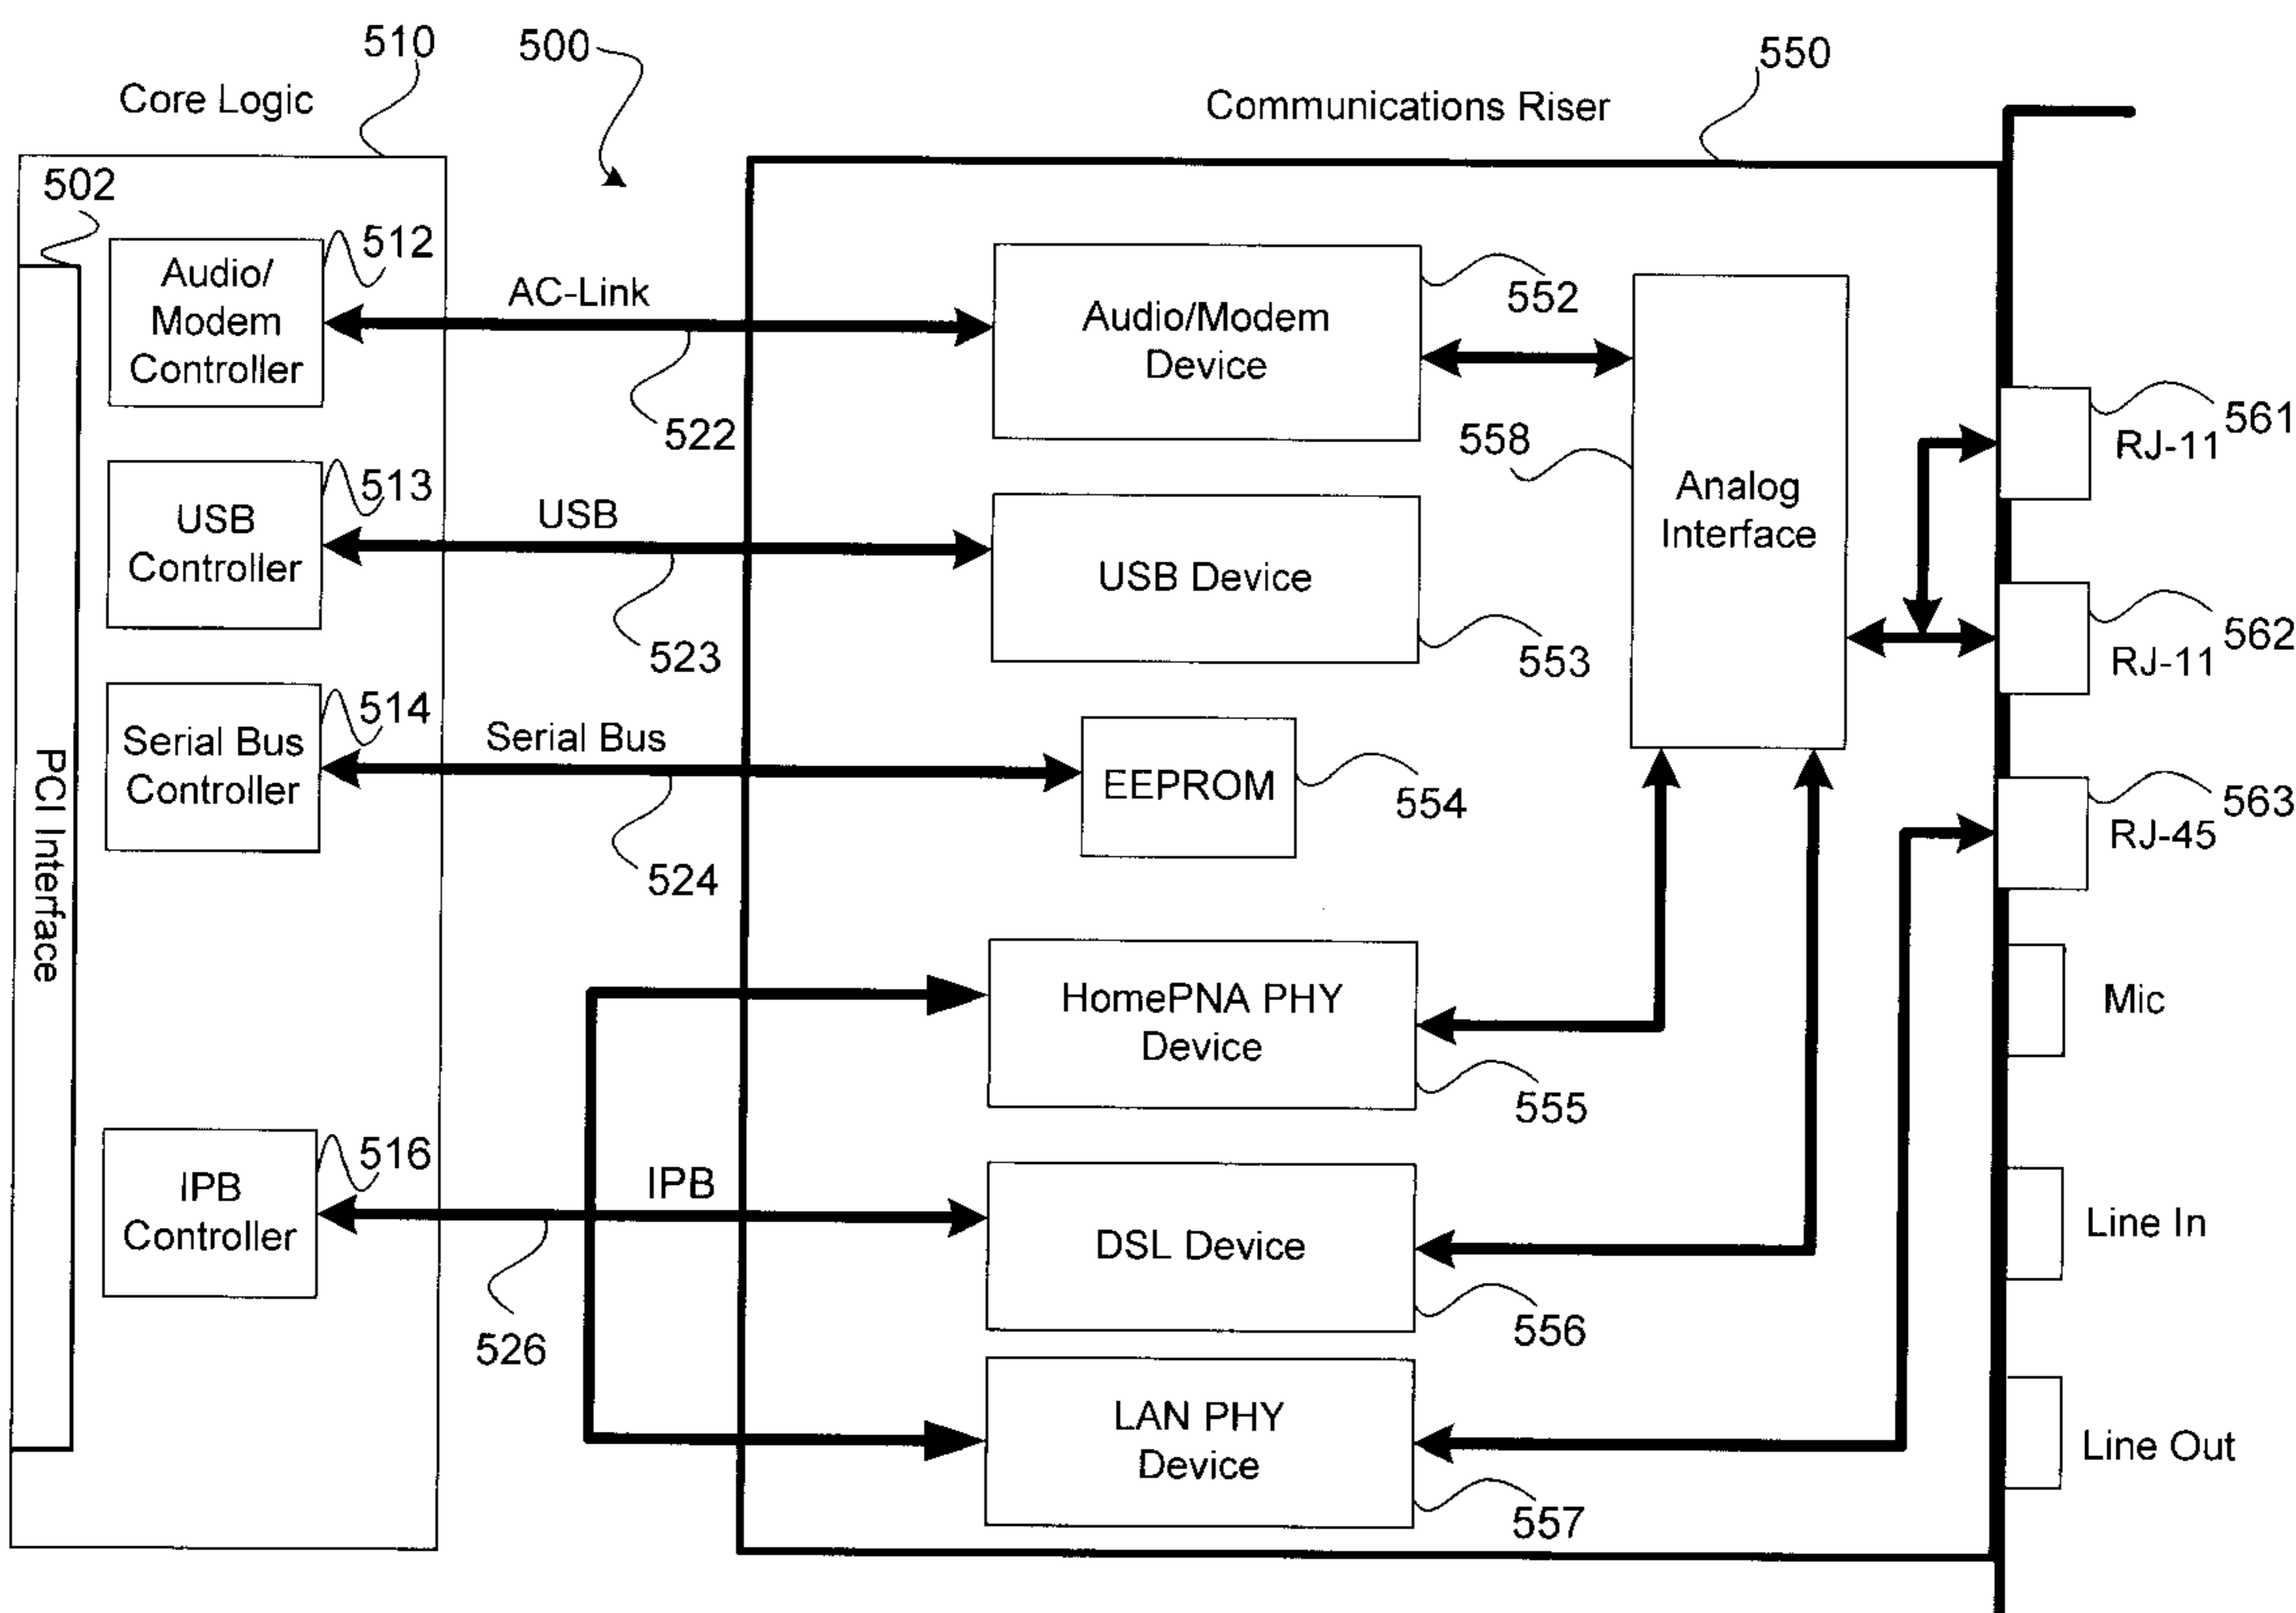 510
500
550
Core Logic
Communications Riser
502
512
Audio/
Modem
Controller
AC-Link
522
Audio/Modem
Device
552
558
Analog
Interface
561
RJ-11
513
USB
Controller
USB
523
USB Device
553
562
RJ-11
514
Serial Bus
Controller
Serial Bus
524
EEPROM
554
563
RJ-45
PCI Interface
HomePNA PHY
Device
555
Mic
516
IPB
Controller
IPB
526
DSL Device
556
Line In
LAN PHY
Device
557
Line Out